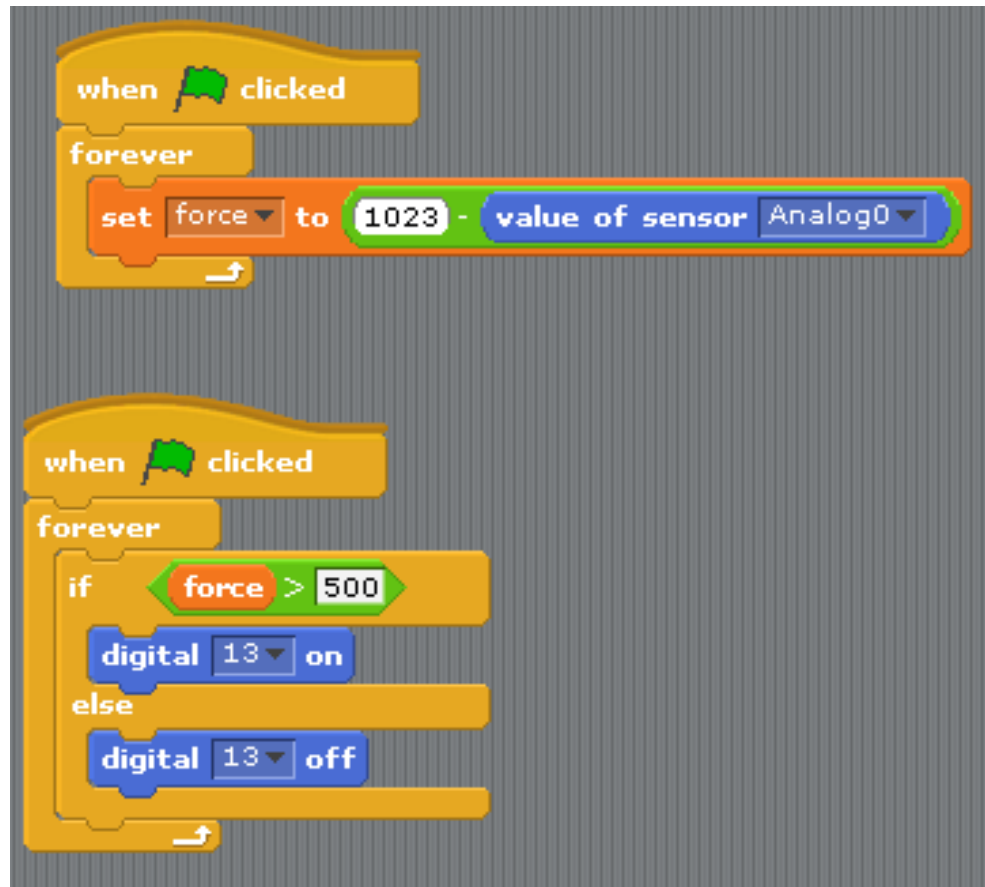 when clicked
forever
set force to 1023 - value of sensor Analog0
when clicked
forever
if force > 500
digital 13 on
else
digital 13 off